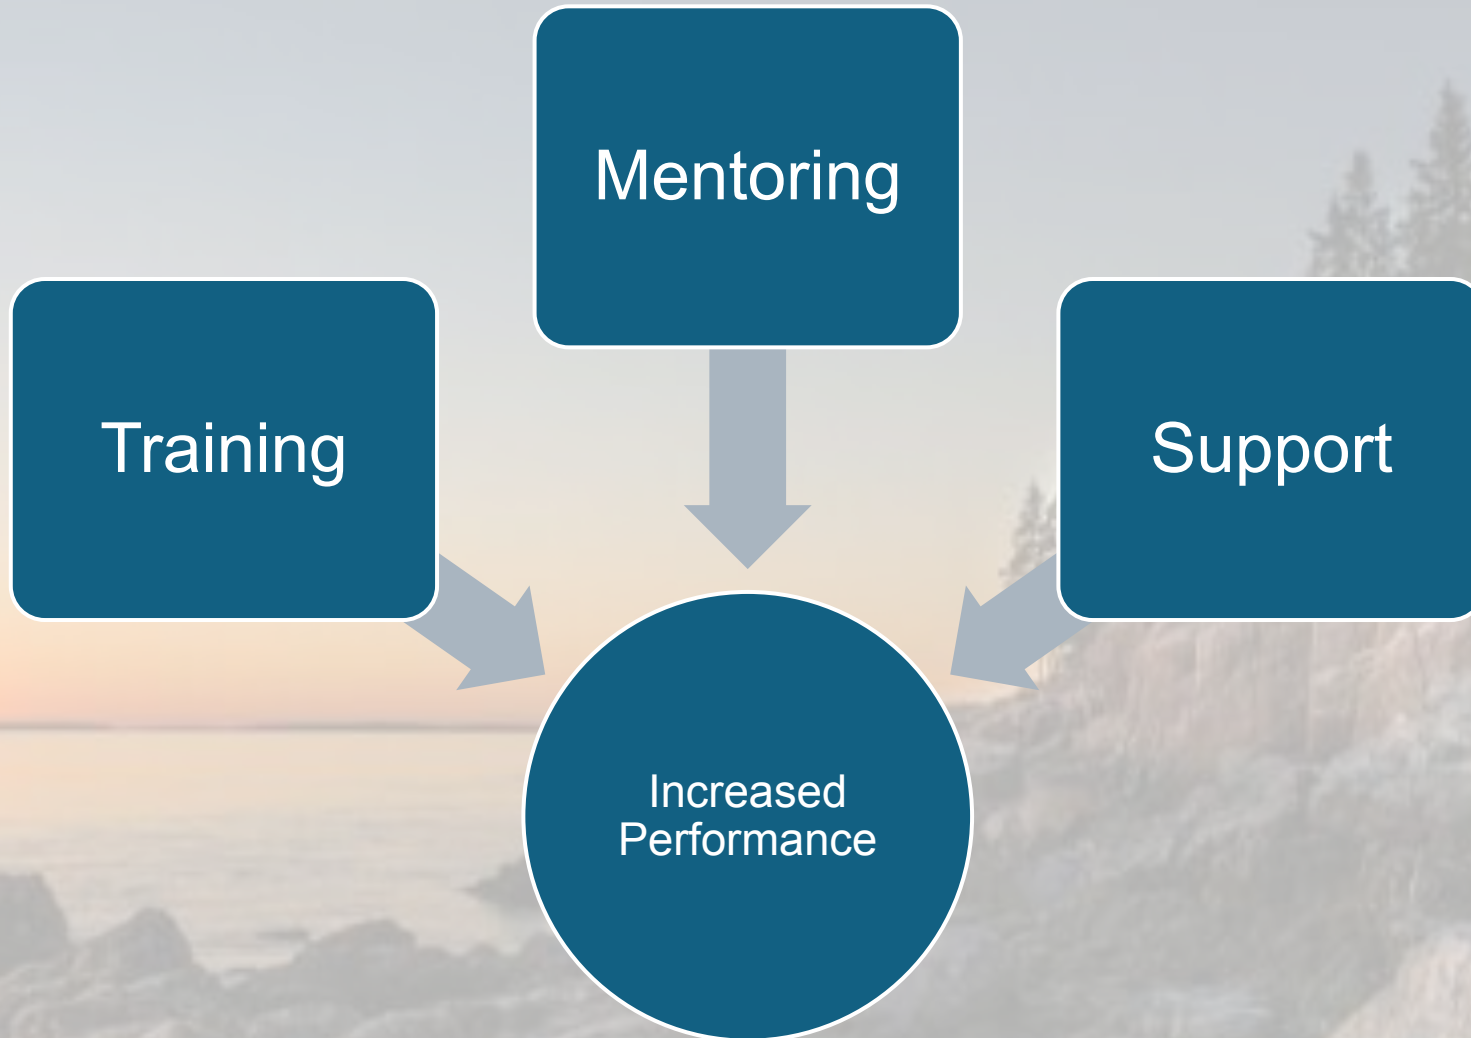 Mentoring
Training
Support
Increased
Performance